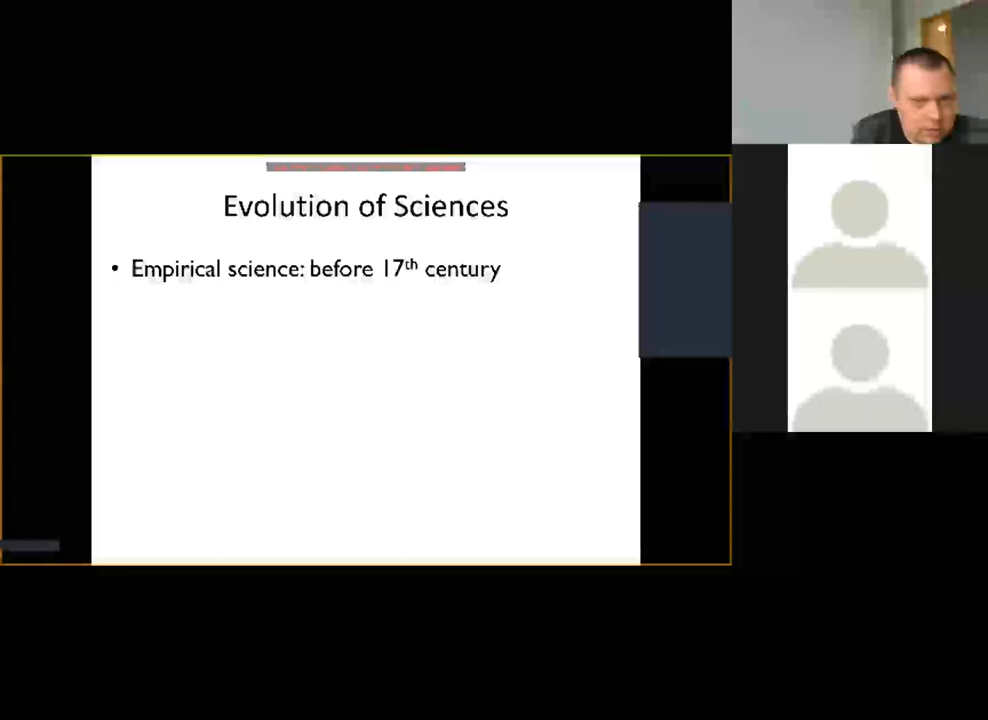 Evolution of Sciences
• Empirical science: before 17th century